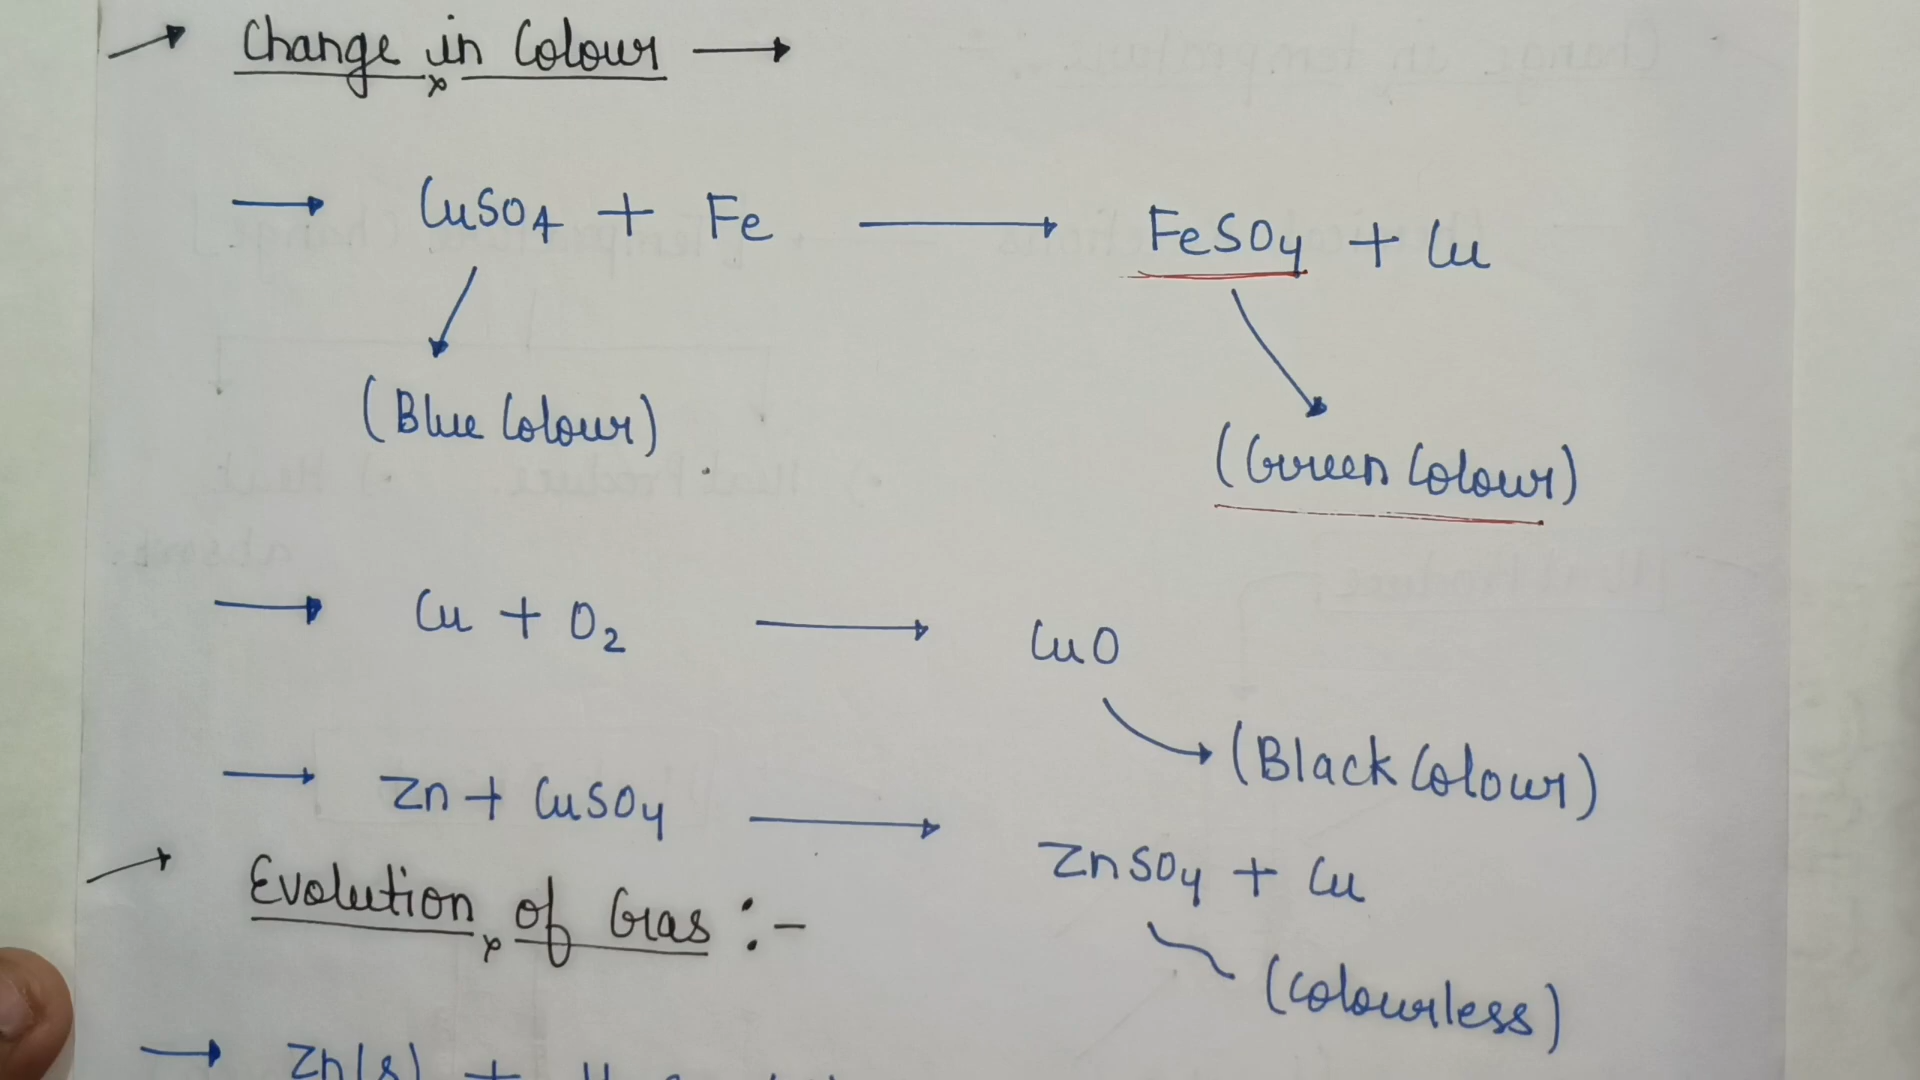 → Change in Colour →
→ CuSO4 + Fe → FeSO4 + Cu
(Blue Colour)
(Green Colour)
→ Cu + O2 → CuO
(Black Colour)
→ Zn + CuSO4 → ZnSO4 + Cu
(Colourless)
→ Evolution of Gas :-
→ Zn(s) +